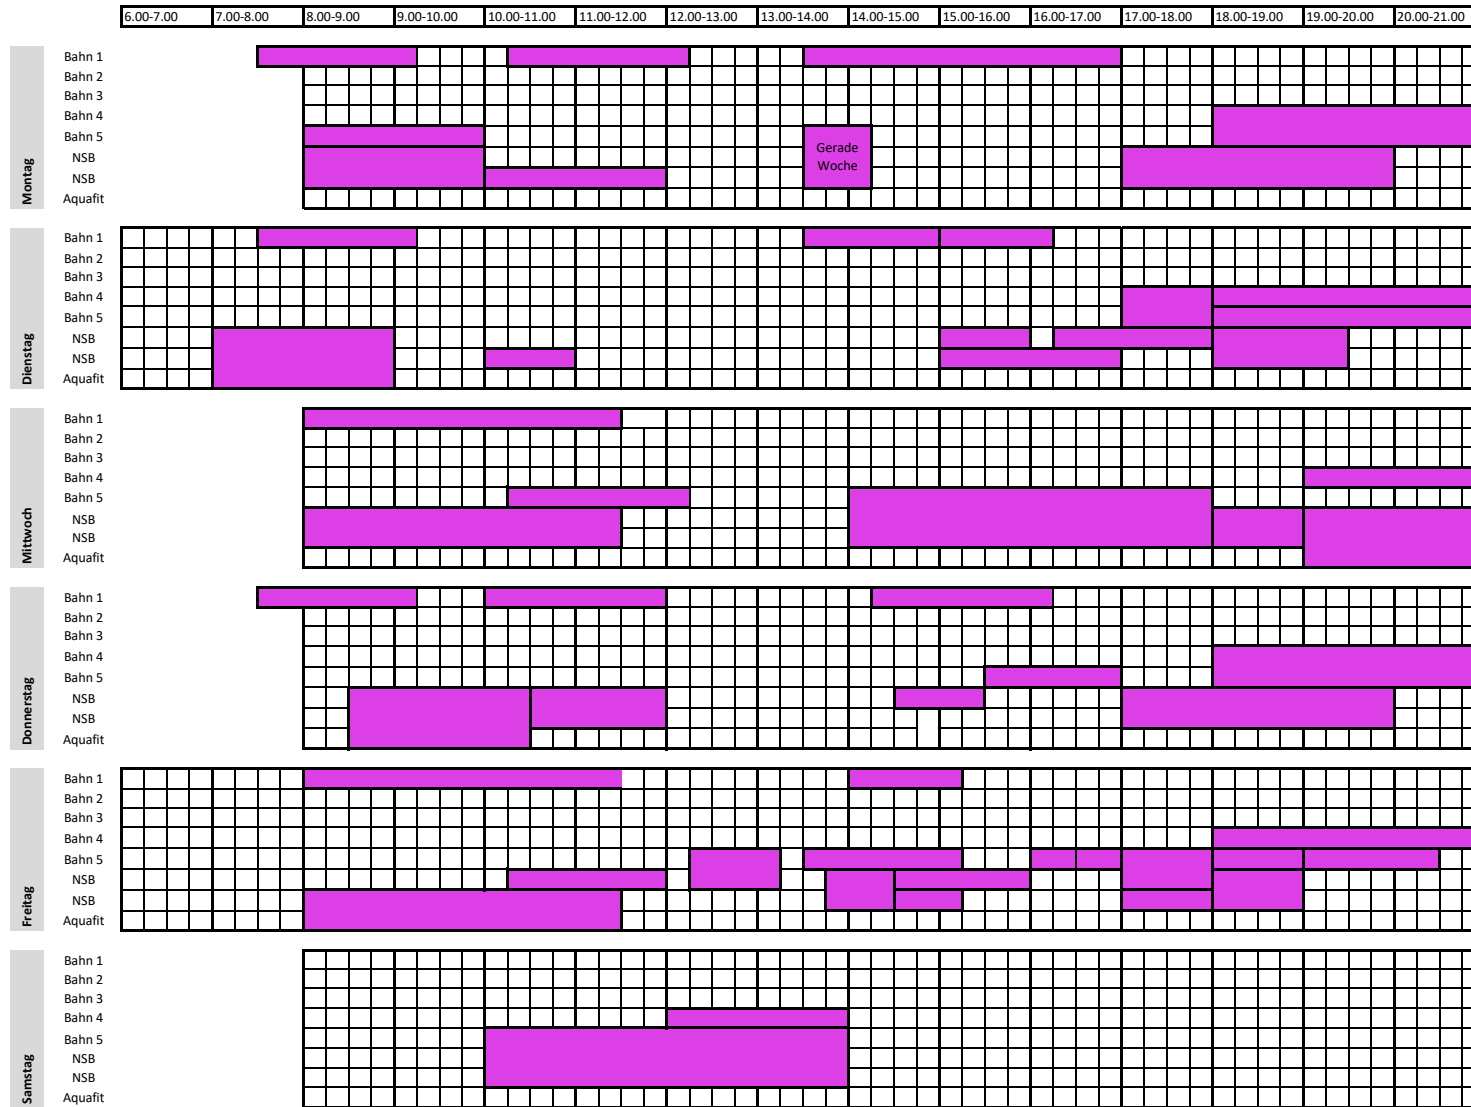 6.00-7.00 7.00-8.00 8.00-9.00 9.00-10.00 10.00-11.00 11.00-12.00 12.00-13.00 13.00-14.00 14.00-15.00 15.00-16.00 16.00-17.00 17.00-18.00 18.00-19.00 19.00-20.00 20.00-21.00
Montag
Bahn 1
Bahn 2
Bahn 3
Bahn 4
Bahn 5
NSB
NSB
Aquafit
Gerade
Woche
Dienstag
Bahn 1
Bahn 2
Bahn 3
Bahn 4
Bahn 5
NSB
NSB
Aquafit
Mittwoch
Bahn 1
Bahn 2
Bahn 3
Bahn 4
Bahn 5
NSB
NSB
Aquafit
Donnerstag
Bahn 1
Bahn 2
Bahn 3
Bahn 4
Bahn 5
NSB
NSB
Aquafit
Freitag
Bahn 1
Bahn 2
Bahn 3
Bahn 4
Bahn 5
NSB
NSB
Aquafit
Samstag
Bahn 1
Bahn 2
Bahn 3
Bahn 4
Bahn 5
NSB
NSB
Aquafit